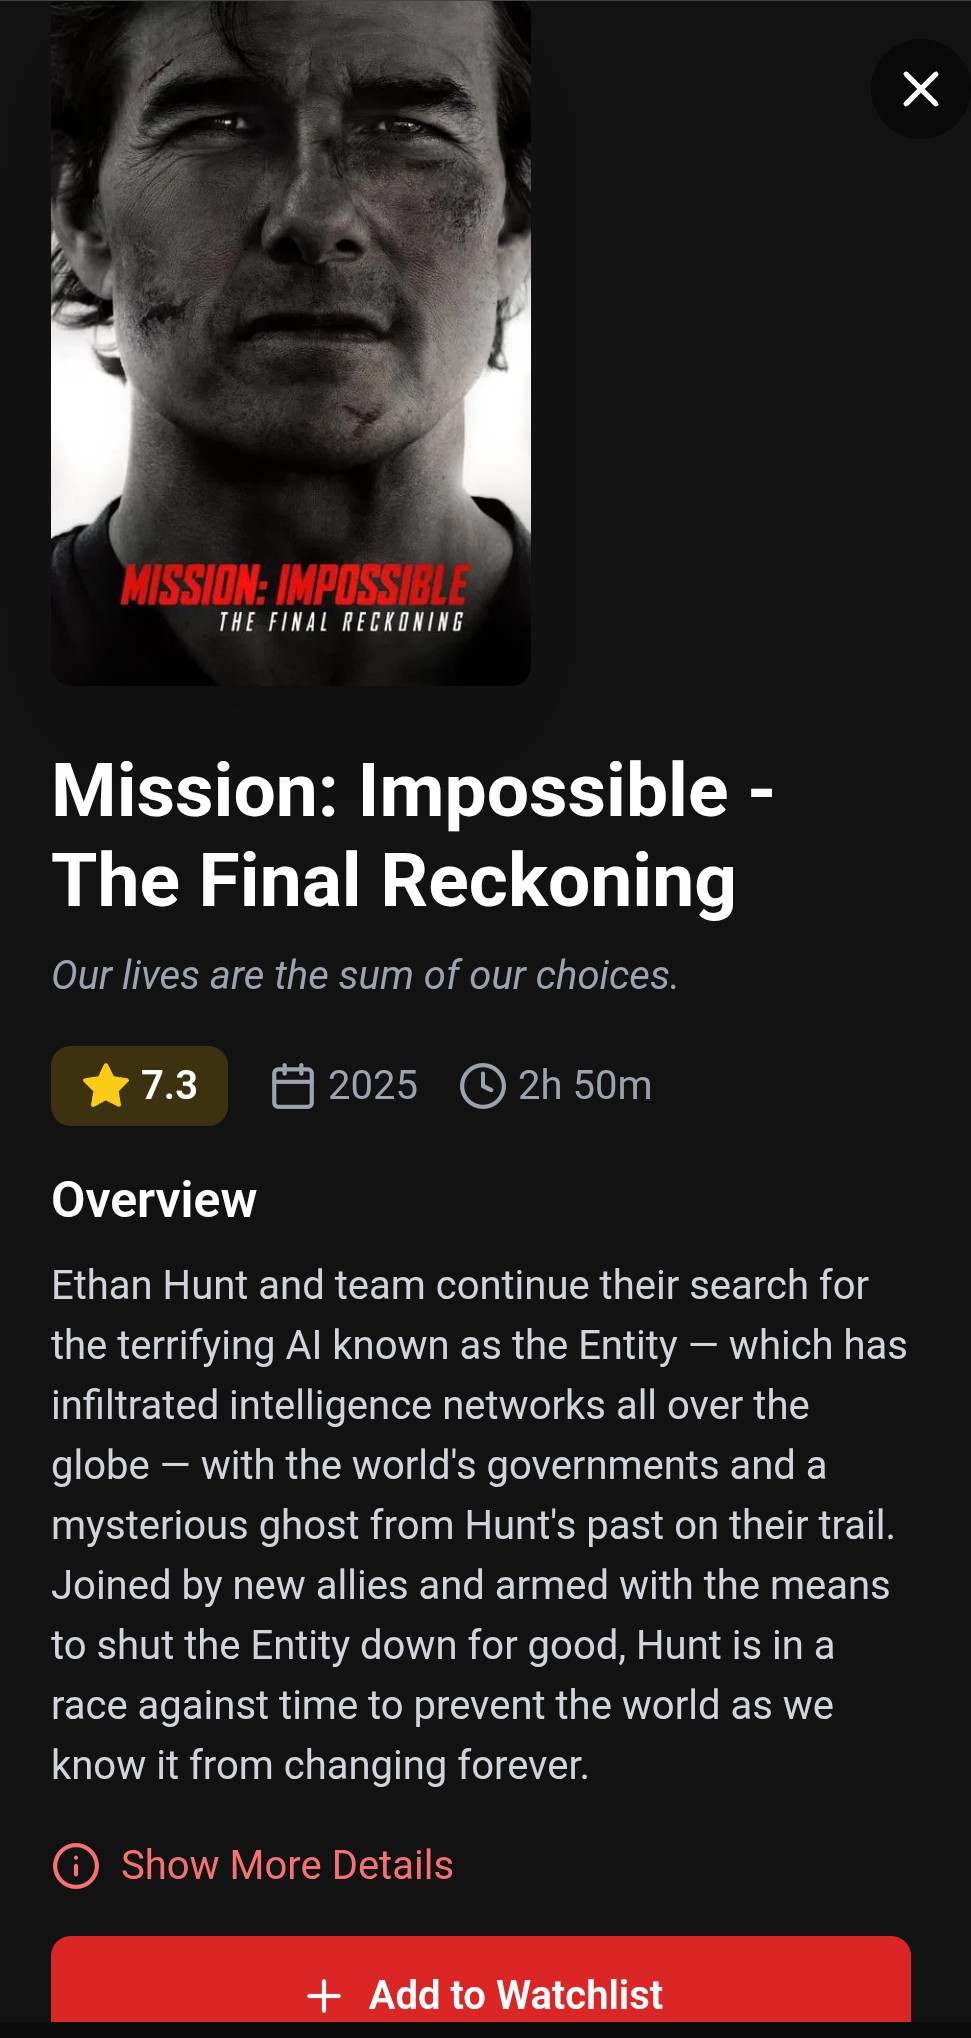 MISSION: IMPOSSIBLE
THE FINAL RECKONING
Mission: Impossible -
The Final Reckoning
Our lives are the sum of our choices.
7.3 2025 2h 50m
Overview
Ethan Hunt and team continue their search for
the terrifying AI known as the Entity — which has
infiltrated intelligence networks all over the
globe — with the world's governments and a
mysterious ghost from Hunt's past on their trail.
Joined by new allies and armed with the means
to shut the Entity down for good, Hunt is in a
race against time to prevent the world as we
know it from changing forever.
Show More Details
Add to Watchlist